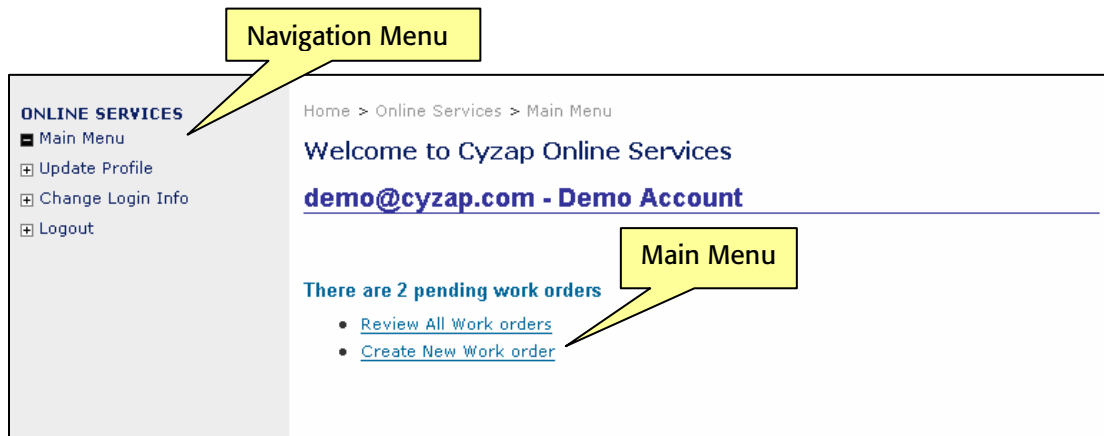 Navigation Menu
ONLINE SERVICES
Main Menu
Update Profile
Change Login Info
Logout
Home > Online Services > Main Menu
Welcome to Cyzap Online Services
demo@cyzap.com - Demo Account
Main Menu
There are 2 pending work orders
Review All Work orders
Create New Work order